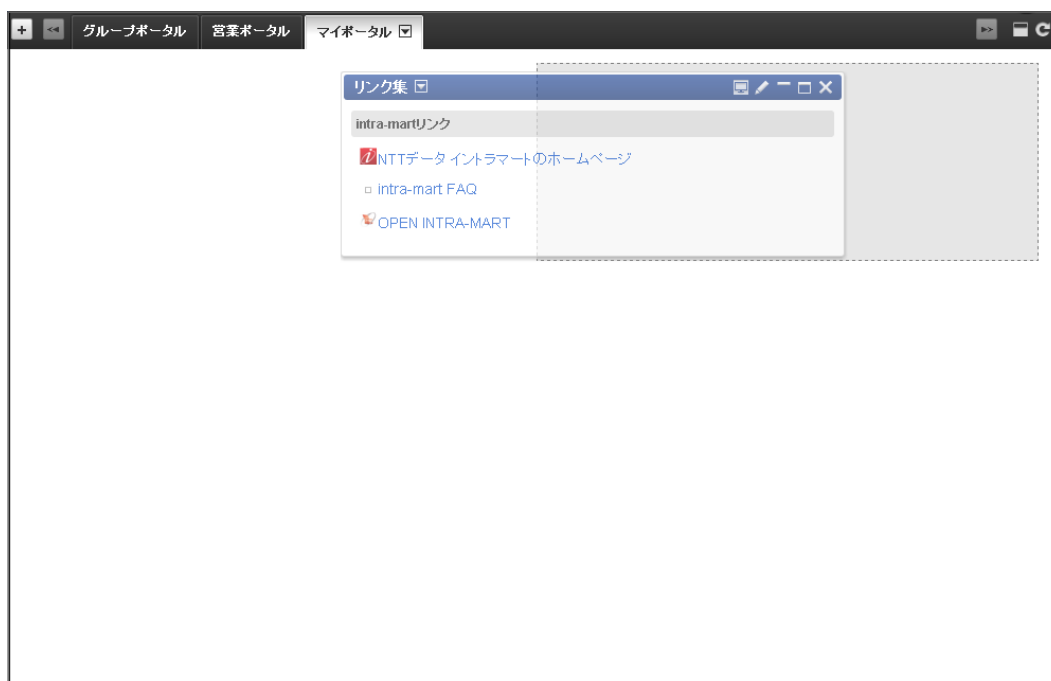 グループポータル 営業ポータル マイポータル
リンク集
intra-martリンク
NTTデータ イントラマートのホームページ
intra-mart FAQ
OPEN INTRA-MART